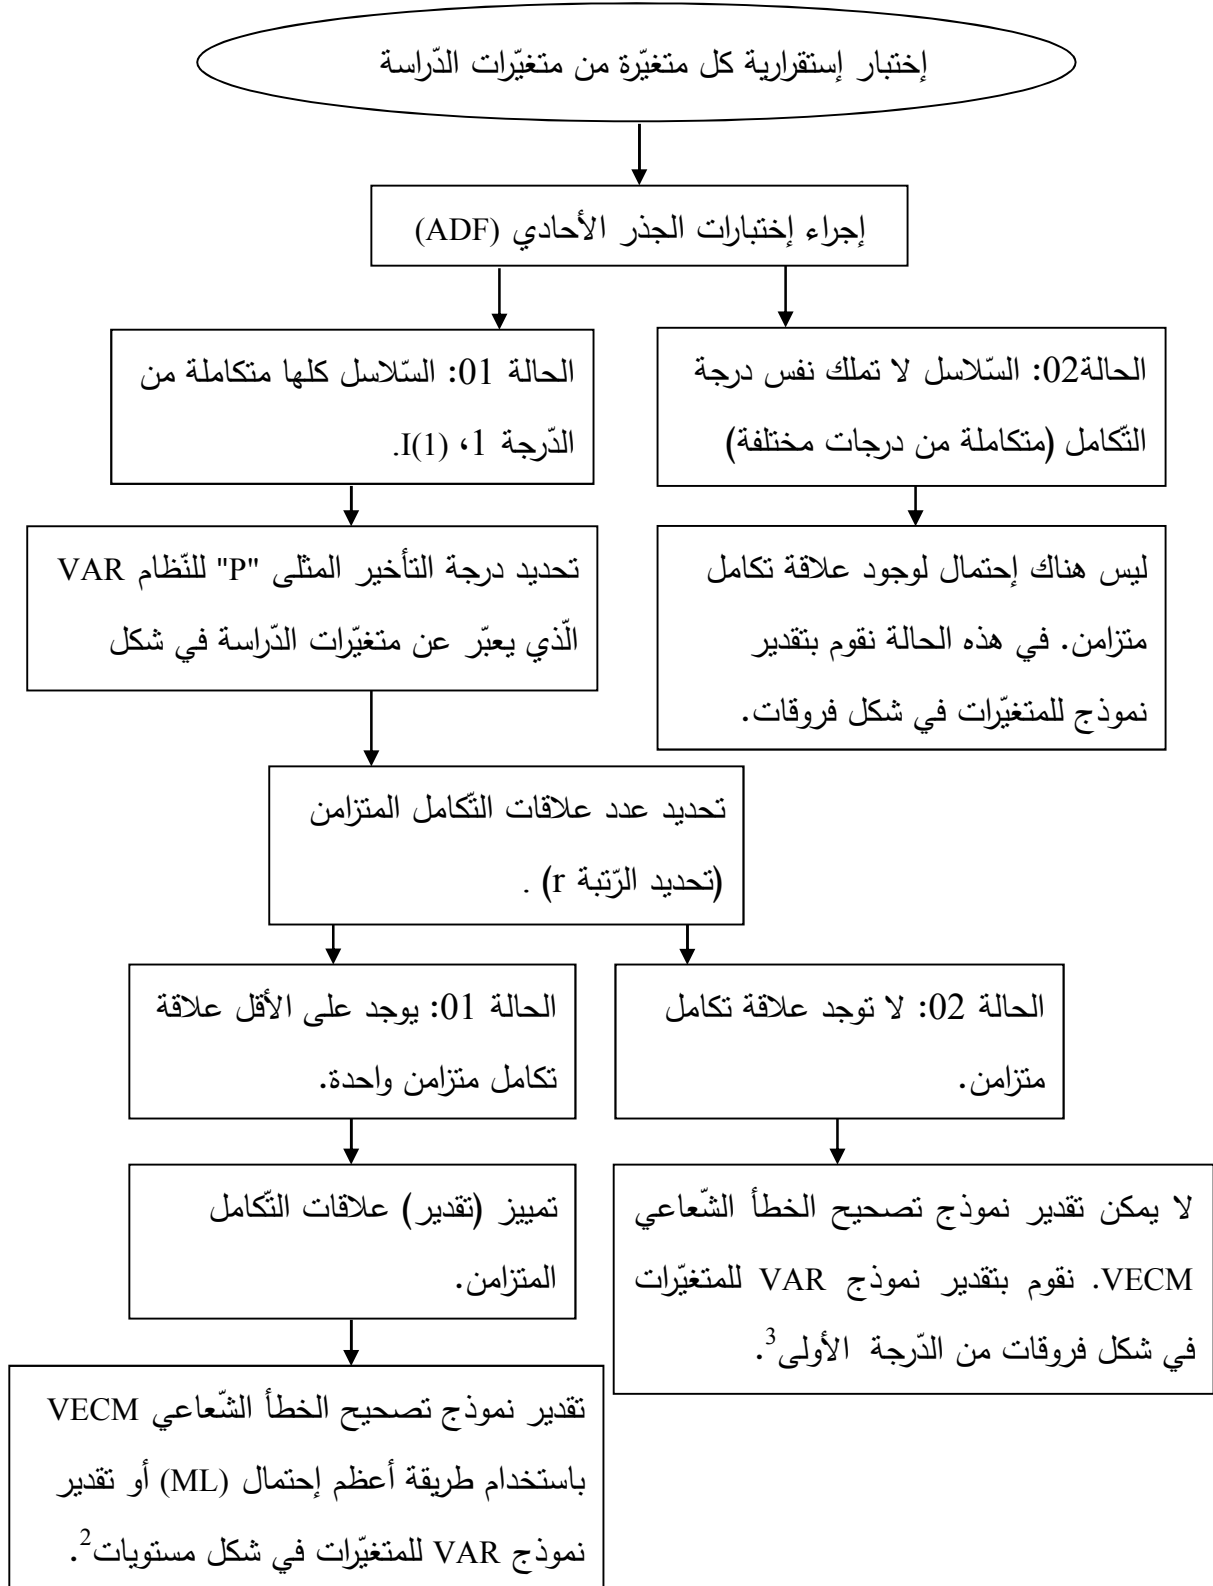 إختبار إستقرارية كل متغيّرة من متغيّرات الدّراسة
إجراء إختبارات الجذر الأحادي (ADF)
الحالة02: السّلاسل لا تملك نفس درجة
التّكامل (متكاملة من درجات مختلفة)
الحالة 01: السّلاسل كلها متكاملة من
الدّرجة 1، I(1).
ليس هناك إحتمال لوجود علاقة تكامل
متزامن. في هذه الحالة نقوم بتقدير
نموذج للمتغيّرات في شكل فروقات.
تحديد درجة التأخير المثلى "P" للنّظام VAR
الّذي يعبّر عن متغيّرات الدّراسة في شكل
تحديد عدد علاقات التّكامل المتزامن
(تحديد الرّتبة r) .
الحالة 02: لا توجد علاقة تكامل
متزامن.
الحالة 01: يوجد على الأقل علاقة
تكامل متزامن واحدة.
لا يمكن تقدير نموذج تصحيح الخطأ الشّعاعي
VECM. نقوم بتقدير نموذج VAR للمتغيّرات
في شكل فروقات من الدّرجة الأولى³.
تمييز (تقدير) علاقات التّكامل
المتزامن.
تقدير نموذج تصحيح الخطأ الشّعاعي VECM
باستخدام طريقة أعظم إحتمال (ML) أو تقدير
نموذج VAR للمتغيّرات في شكل مستويات².